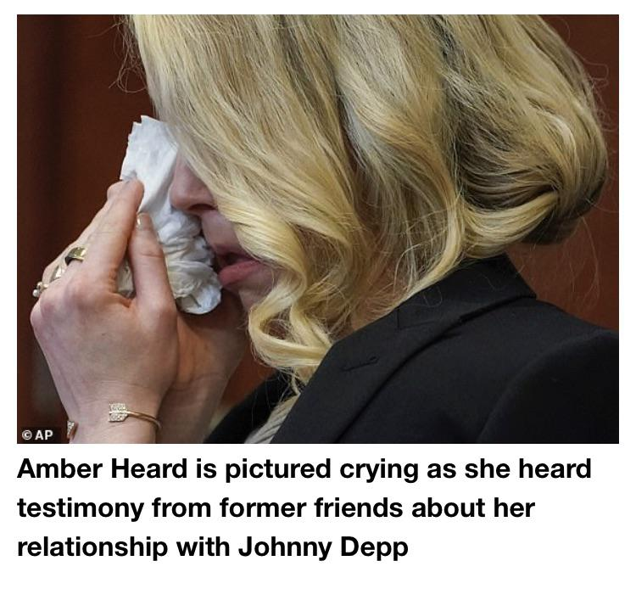 © AP
Amber Heard is pictured crying as she heard
testimony from former friends about her
relationship with Johnny Depp